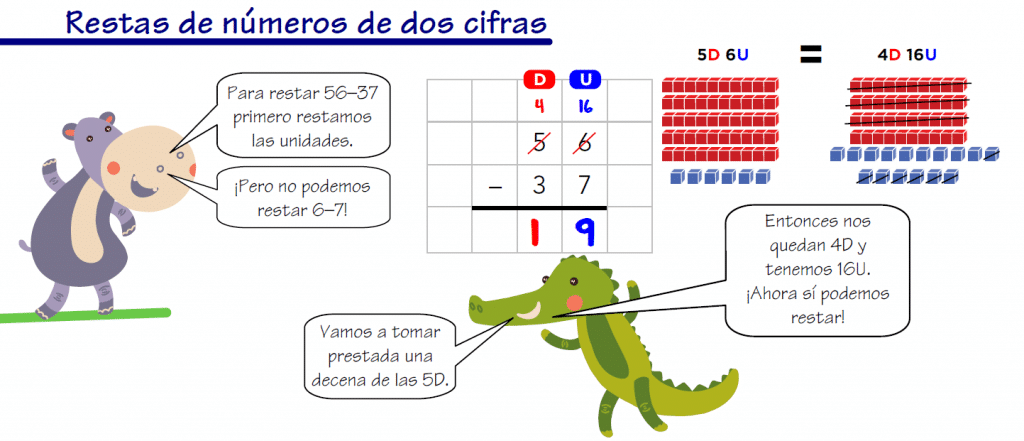 Restas de números de dos cifras
Para restar 56–37
primero restamos
las unidades.
¡Pero no podemos
restar 6–7!
D U
4 16
5 6
– 3 7
1 9
5D 6U = 4D 16U
Vamos a tomar
prestada una
decena de las 5D.
Entonces nos
quedan 4D y
tenemos 16U.
¡Ahora sí podemos
restar!